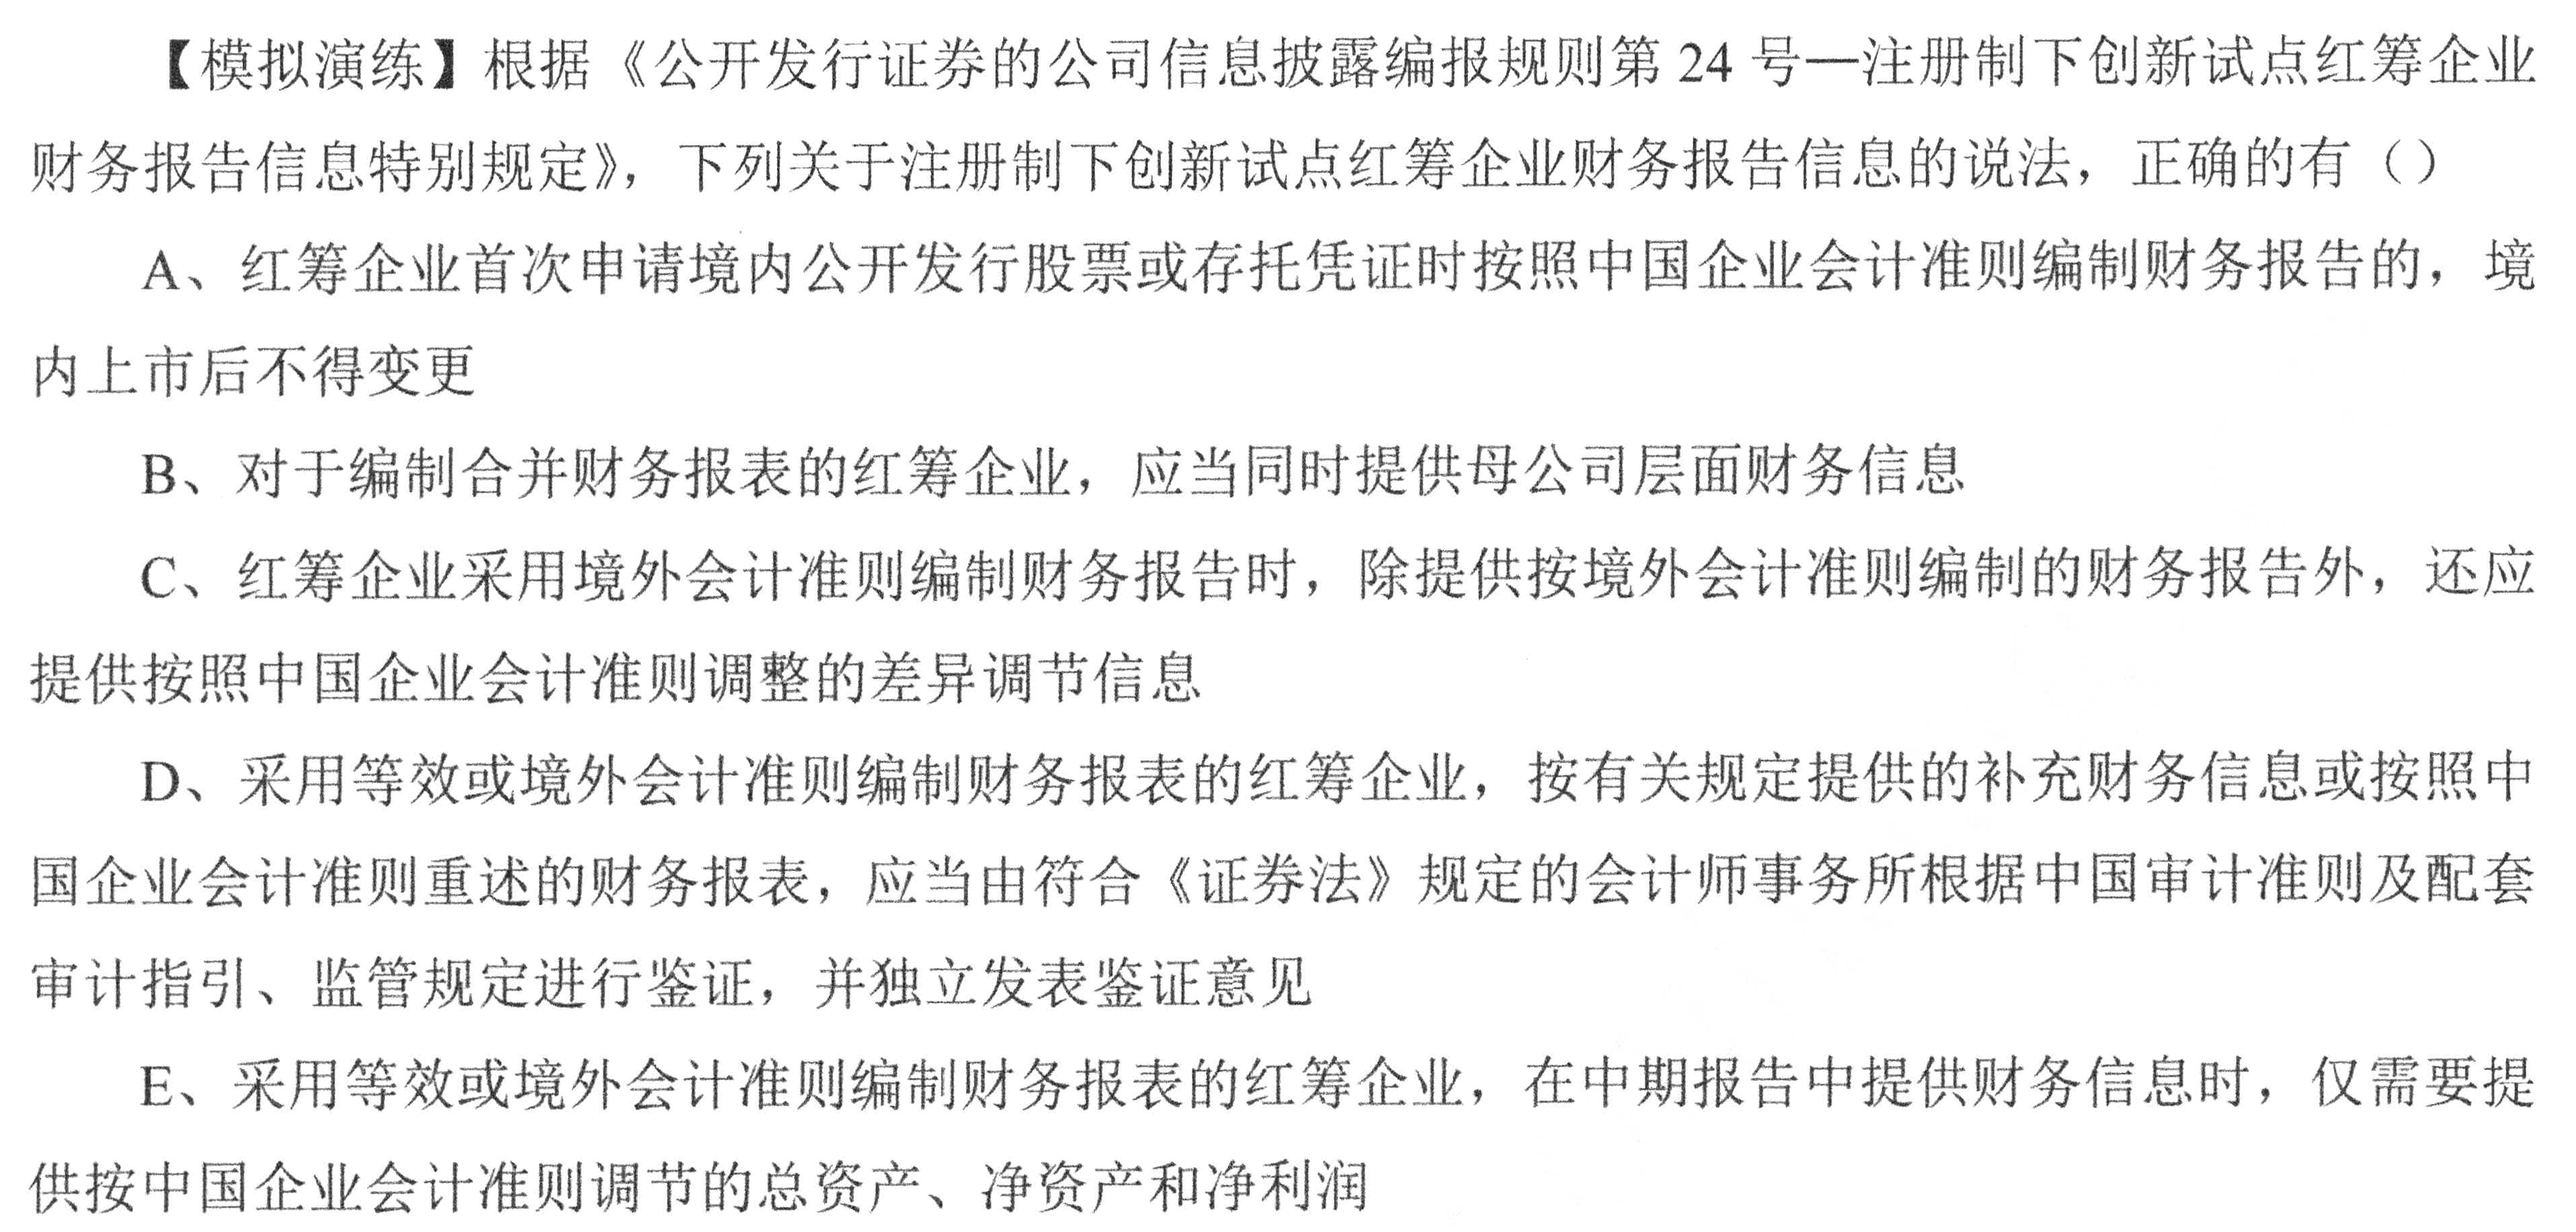 【模拟演练】根据《公开发行证券的公司信息披露编报规则第 24 号—注册制下创新试点红筹企业
财务报告信息特别规定》，下列关于注册制下创新试点红筹企业财务报告信息的说法，正确的有（）
A、红筹企业首次申请境内公开发行股票或存托凭证时按照中国企业会计准则编制财务报告的，境
内上市后不得变更
B、对于编制合并财务报表的红筹企业，应当同时提供母公司层面财务信息
C、红筹企业采用境外会计准则编制财务报告时，除提供按境外会计准则编制的财务报告外，还应
提供按照中国企业会计准则调整的差异调节信息
D、采用等效或境外会计准则编制财务报表的红筹企业，按有关规定提供的补充财务信息或按照中
国企业会计准则重述的财务报表，应当由符合《证券法》规定的会计师事务所根据中国审计准则及配套
审计指引、监管规定进行鉴证，并独立发表鉴证意见
E、采用等效或境外会计准则编制财务报表的红筹企业，在中期报告中提供财务信息时，仅需要提
供按中国企业会计准则调节的总资产、净资产和净利润